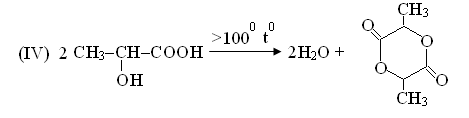 CH₃
(IV) 2 CH₃–CH–COOH >100⁰ t⁰ 2H₂O + O O O O
OH
CH₃